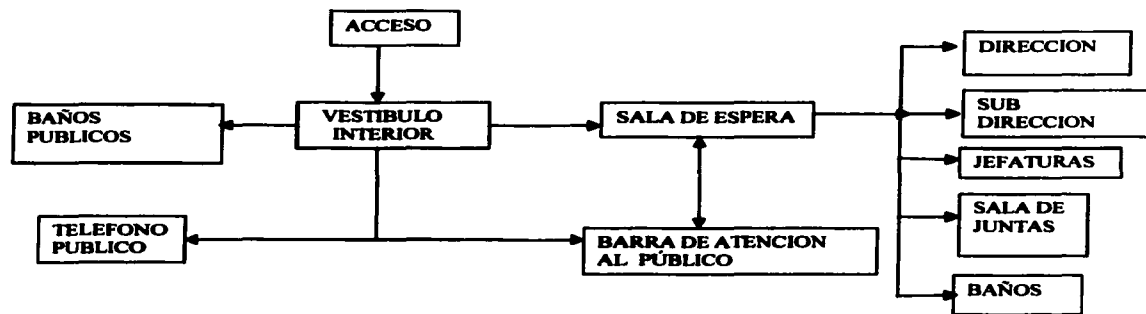 ACCESO
DIRECCION
BAÑOS
PUBLICOS
VESTIBULO
INTERIOR
SALA DE ESPERA
SUB
DIRECCION
JEFATURAS
TELEFONO
PUBLICO
BARRA DE ATENCION
AL PÚBLICO
SALA DE
JUNTAS
BAÑOS